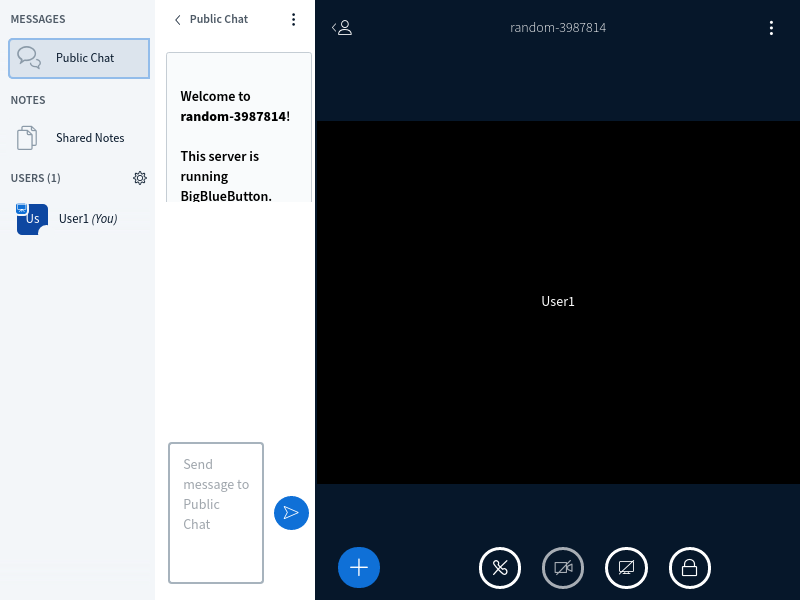 MESSAGES
Public Chat
NOTES
Shared Notes
USERS (1)
Us
User1 (You)
Public Chat
Welcome to
random-3987814!
This server is
running
BigBlueButton.
Send
message to
Public
Chat
random-3987814
User1